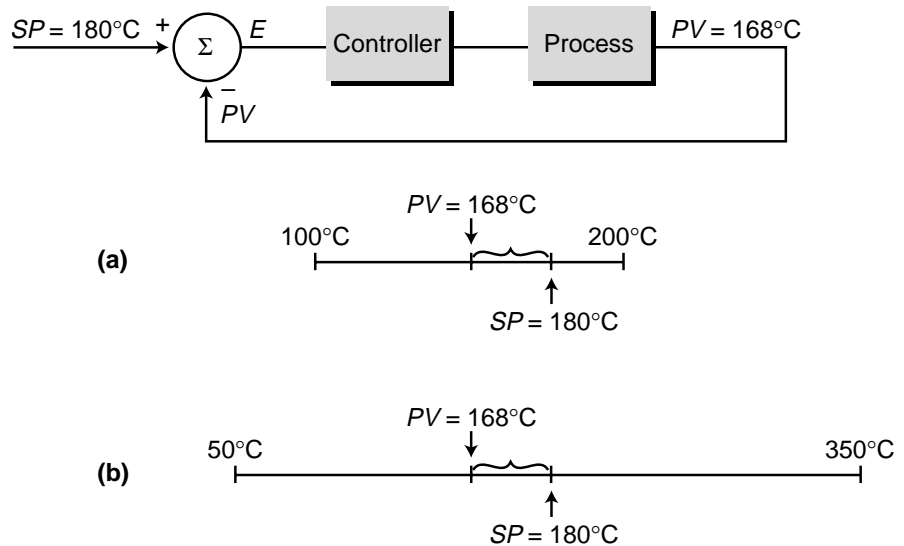 SP = 180°C + Σ E Controller Process PV = 168°C
−
PV
PV = 168°C
100°C 200°C
(a)
SP = 180°C
PV = 168°C
50°C 350°C
(b)
SP = 180°C